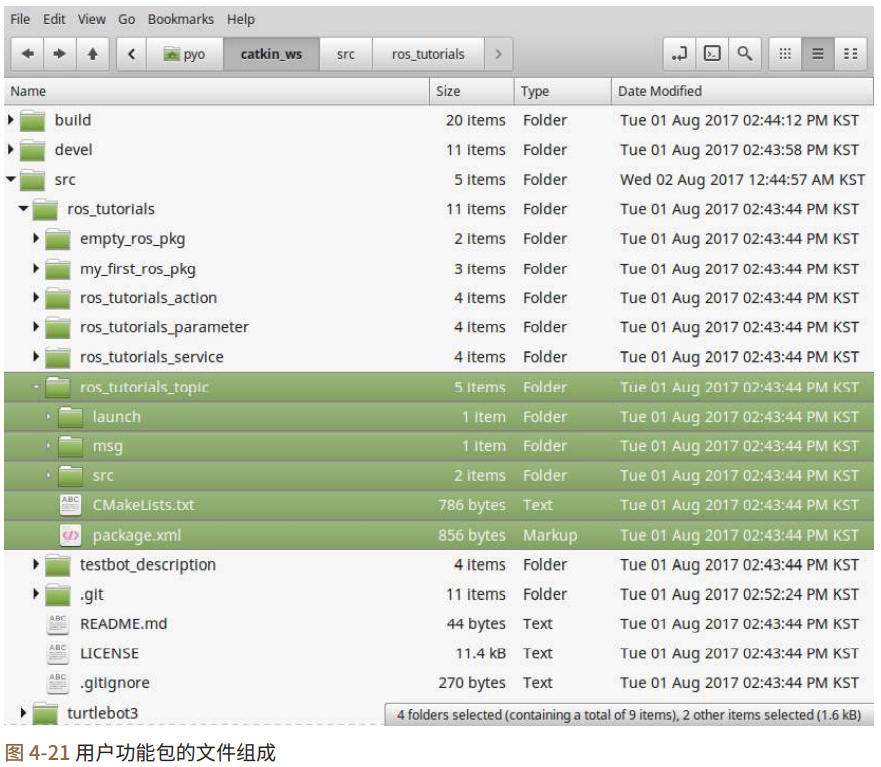 File Edit View Go Bookmarks Help
pyo catkin_ws src ros_tutorials
Name Size Type Date Modified
build 20 items Folder Tue 01 Aug 2017 02:44:12 PM KST
devel 11 items Folder Tue 01 Aug 2017 02:43:58 PM KST
src 5 items Folder Wed 02 Aug 2017 12:44:57 AM KST
ros_tutorials 11 items Folder Tue 01 Aug 2017 02:43:44 PM KST
empty_ros_pkg 2 items Folder Tue 01 Aug 2017 02:43:44 PM KST
my_first_ros_pkg 3 items Folder Tue 01 Aug 2017 02:43:44 PM KST
ros_tutorials_action 4 items Folder Tue 01 Aug 2017 02:43:44 PM KST
ros_tutorials_parameter 4 items Folder Tue 01 Aug 2017 02:43:44 PM KST
ros_tutorials_service 4 items Folder Tue 01 Aug 2017 02:43:44 PM KST
ros_tutorials_topic 5 items Folder Tue 01 Aug 2017 02:43:44 PM KST
launch 1 item Folder Tue 01 Aug 2017 02:43:44 PM KST
msg 1 item Folder Tue 01 Aug 2017 02:43:44 PM KST
src 2 items Folder Tue 01 Aug 2017 02:43:44 PM KST
ABC CMakeLists.txt 786 bytes Text Tue 01 Aug 2017 02:43:44 PM KST
</> package.xml 856 bytes Markup Tue 01 Aug 2017 02:43:44 PM KST
testbot_description 4 items Folder Tue 01 Aug 2017 02:43:44 PM KST
.git 11 items Folder Tue 01 Aug 2017 02:52:24 PM KST
ABC README.md 44 bytes Text Tue 01 Aug 2017 02:43:44 PM KST
ABC LICENSE 11.4 kB Text Tue 01 Aug 2017 02:43:44 PM KST
ABC .gitignore 270 bytes Text Tue 01 Aug 2017 02:43:44 PM KST
turtlebot3 4 folders selected (containing a total of 9 items), 2 other items selected (1.6 kB)
图 4-21 用户功能包的文件组成